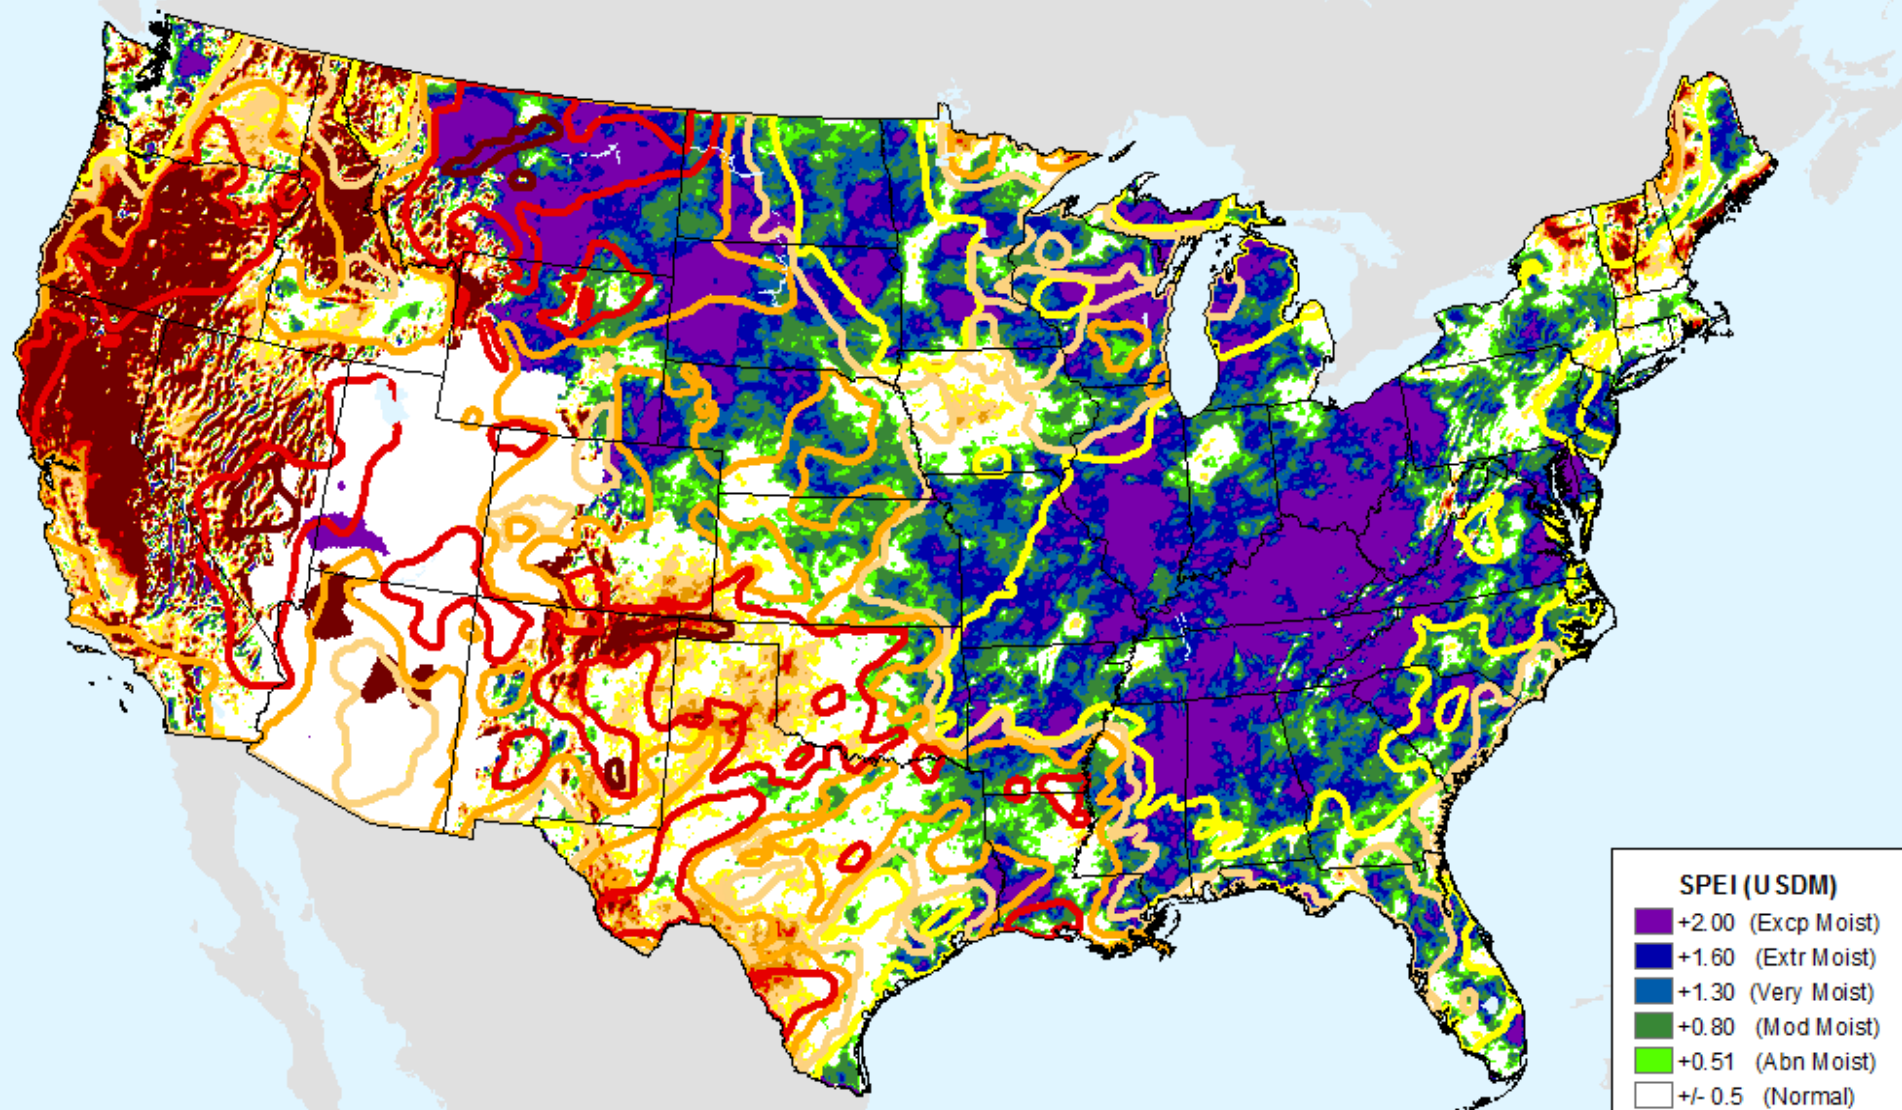 SPEI (USDM)
+2.00 (Excp Moist)
+1.60 (Extr Moist)
+1.30 (Very Moist)
+0.80 (Mod Moist)
+0.51 (Abn Moist)
+/- 0.5 (Normal)